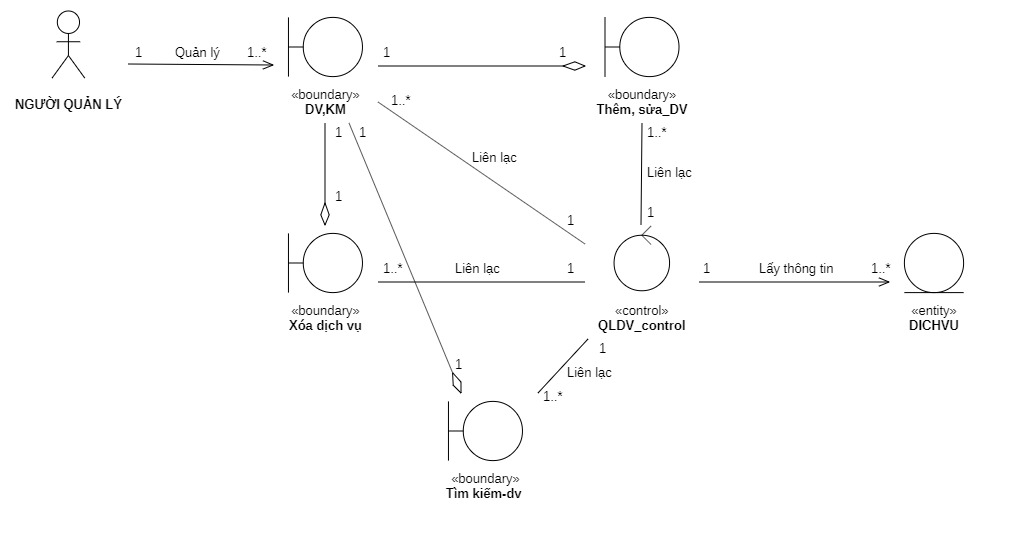 1
Quản lý
1..*
1
1
NGƯỜI QUẢN LÝ
«boundary»
DV,KM
«boundary»
Thêm, sửa_DV
1..*
1
1
1..*
Liên lạc
Liên lạc
1
1
1
1..*
Liên lạc
1
1
Lấy thông tin
1..*
«boundary»
Xóa dịch vụ
«control»
QLDV_control
«entity»
DICHVU
1
1
Liên lạc
1..*
«boundary»
Tìm kiếm-dv